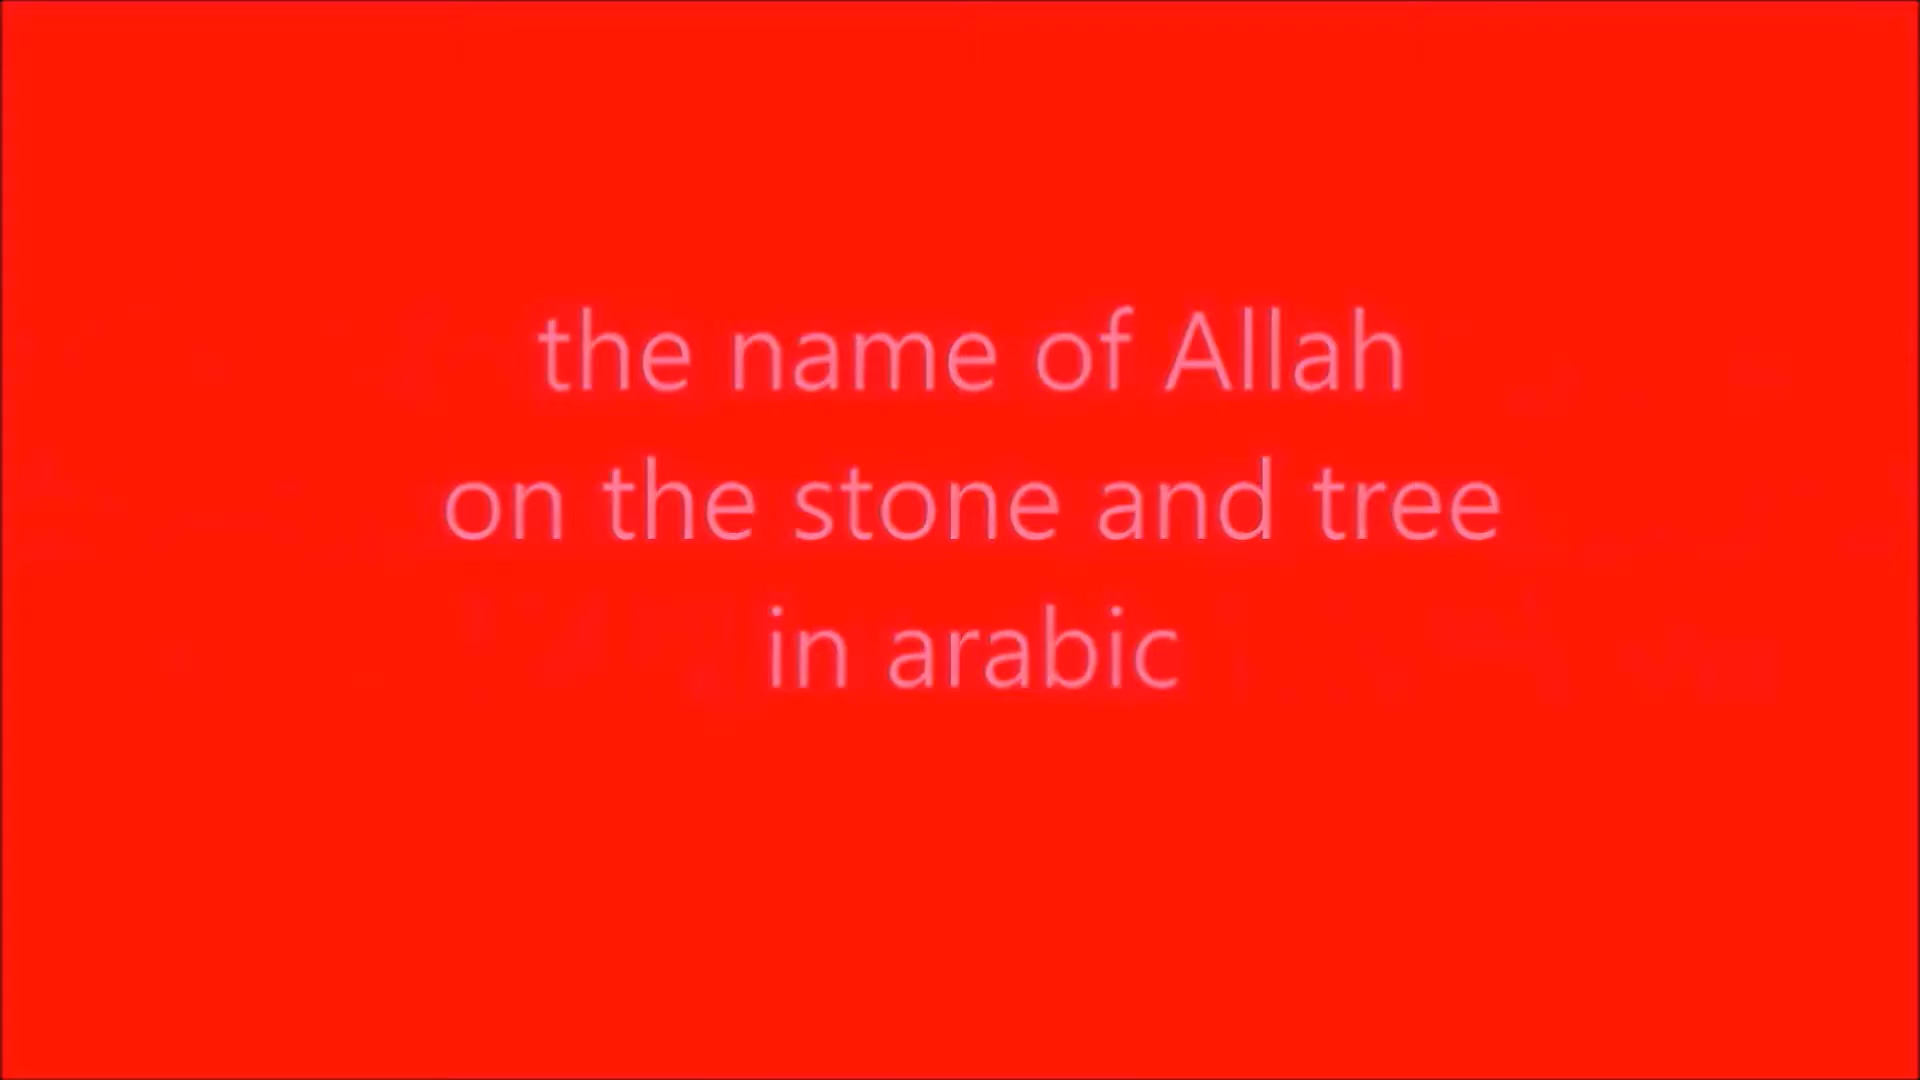 the name of Allah
on the stone and tree
in arabic